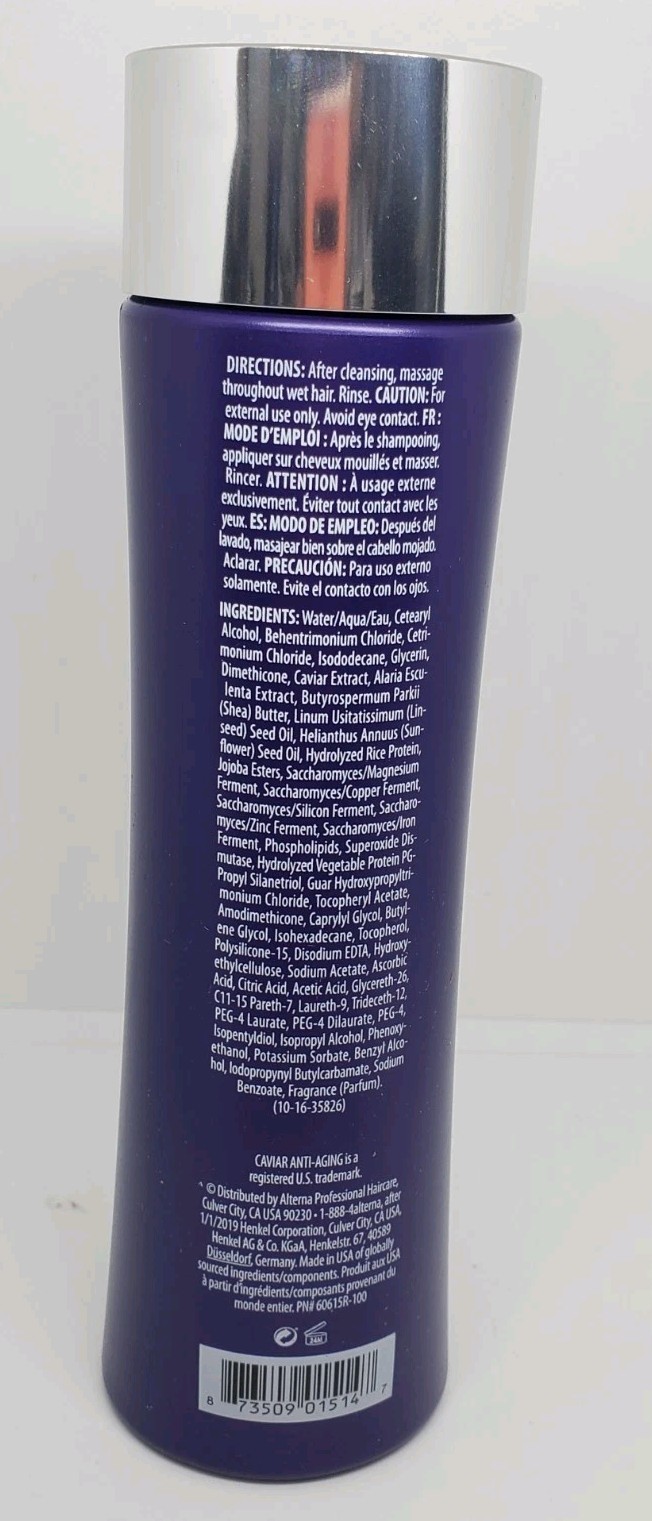 DIRECTIONS: After cleansing, massage
throughout wet hair. Rinse. CAUTION: For
external use only. Avoid eye contact. FR :
MODE D'EMPLOI : Après le shampooing,
appliquer sur cheveux mouillés et masser.
Rincer. ATTENTION : À usage externe
exclusivement. Éviter tout contact avec les
yeux. ES: MODO DE EMPLEO: Después del
lavado, masajear bien sobre el cabello mojado.
Aclarar. PRECAUCIÓN: Para uso externo
solamente. Evite el contacto con los ojos.
INGREDIENTS: Water/Aqua/Eau, Cetearyl
Alcohol, Behentrimonium Chloride, Cetri-
monium Chloride, Isododecane, Glycerin,
Dimethicone, Caviar Extract, Alaria Escu-
lenta Extract, Butyrospermum Parkii
(Shea) Butter, Linum Usitatissimum (Lin-
seed) Seed Oil, Helianthus Annuus (Sun-
flower) Seed Oil, Hydrolyzed Rice Protein,
Jojoba Esters, Saccharomyces/Magnesium
Ferment, Saccharomyces/Copper Ferment,
Saccharomyces/Silicon Ferment, Saccharo-
myces/Zinc Ferment, Saccharomyces/Iron
Ferment, Phospholipids, Superoxide Dis-
mutase, Hydrolyzed Vegetable Protein PG-
Propyl Silanetriol, Guar Hydroxypropyltri-
monium Chloride, Tocopheryl Acetate,
Amodimethicone, Caprylyl Glycol, Butyl-
ene Glycol, Isohexadecane, Tocopherol,
Polysilicone-15, Disodium EDTA, Hydroxy-
ethylcellulose, Sodium Acetate, Ascorbic
Acid, Citric Acid, Acetic Acid, Glycereth-26,
C11-15 Pareth-7, Laureth-9, Trideceth-12,
PEG-4 Laurate, PEG-4 Dilaurate, PEG-4,
Isopentyldiol, Isopropyl Alcohol, Phenoxy-
ethanol, Potassium Sorbate, Benzyl Alco-
hol, Iodopropynyl Butylcarbamate, Sodium
Benzoate, Fragrance (Parfum).
(10-16-35826)
CAVIAR ANTI-AGING is a
registered U.S. trademark.
© Distributed by Alterna Professional Haircare,
Culver City, CA USA 90230 • 1-888-4alterna, after
1/1/2019 Henkel Corporation, Culver City, CA USA,
Henkel AG & Co. KGaA, Henkelstr. 67, 40589
Düsseldorf, Germany. Made in USA of globally
sourced ingredients/components. Produit aux USA
à partir d'ingrédients/composants provenant du
monde entier. PN# 60615R-100
24M
8 73509 01514 7